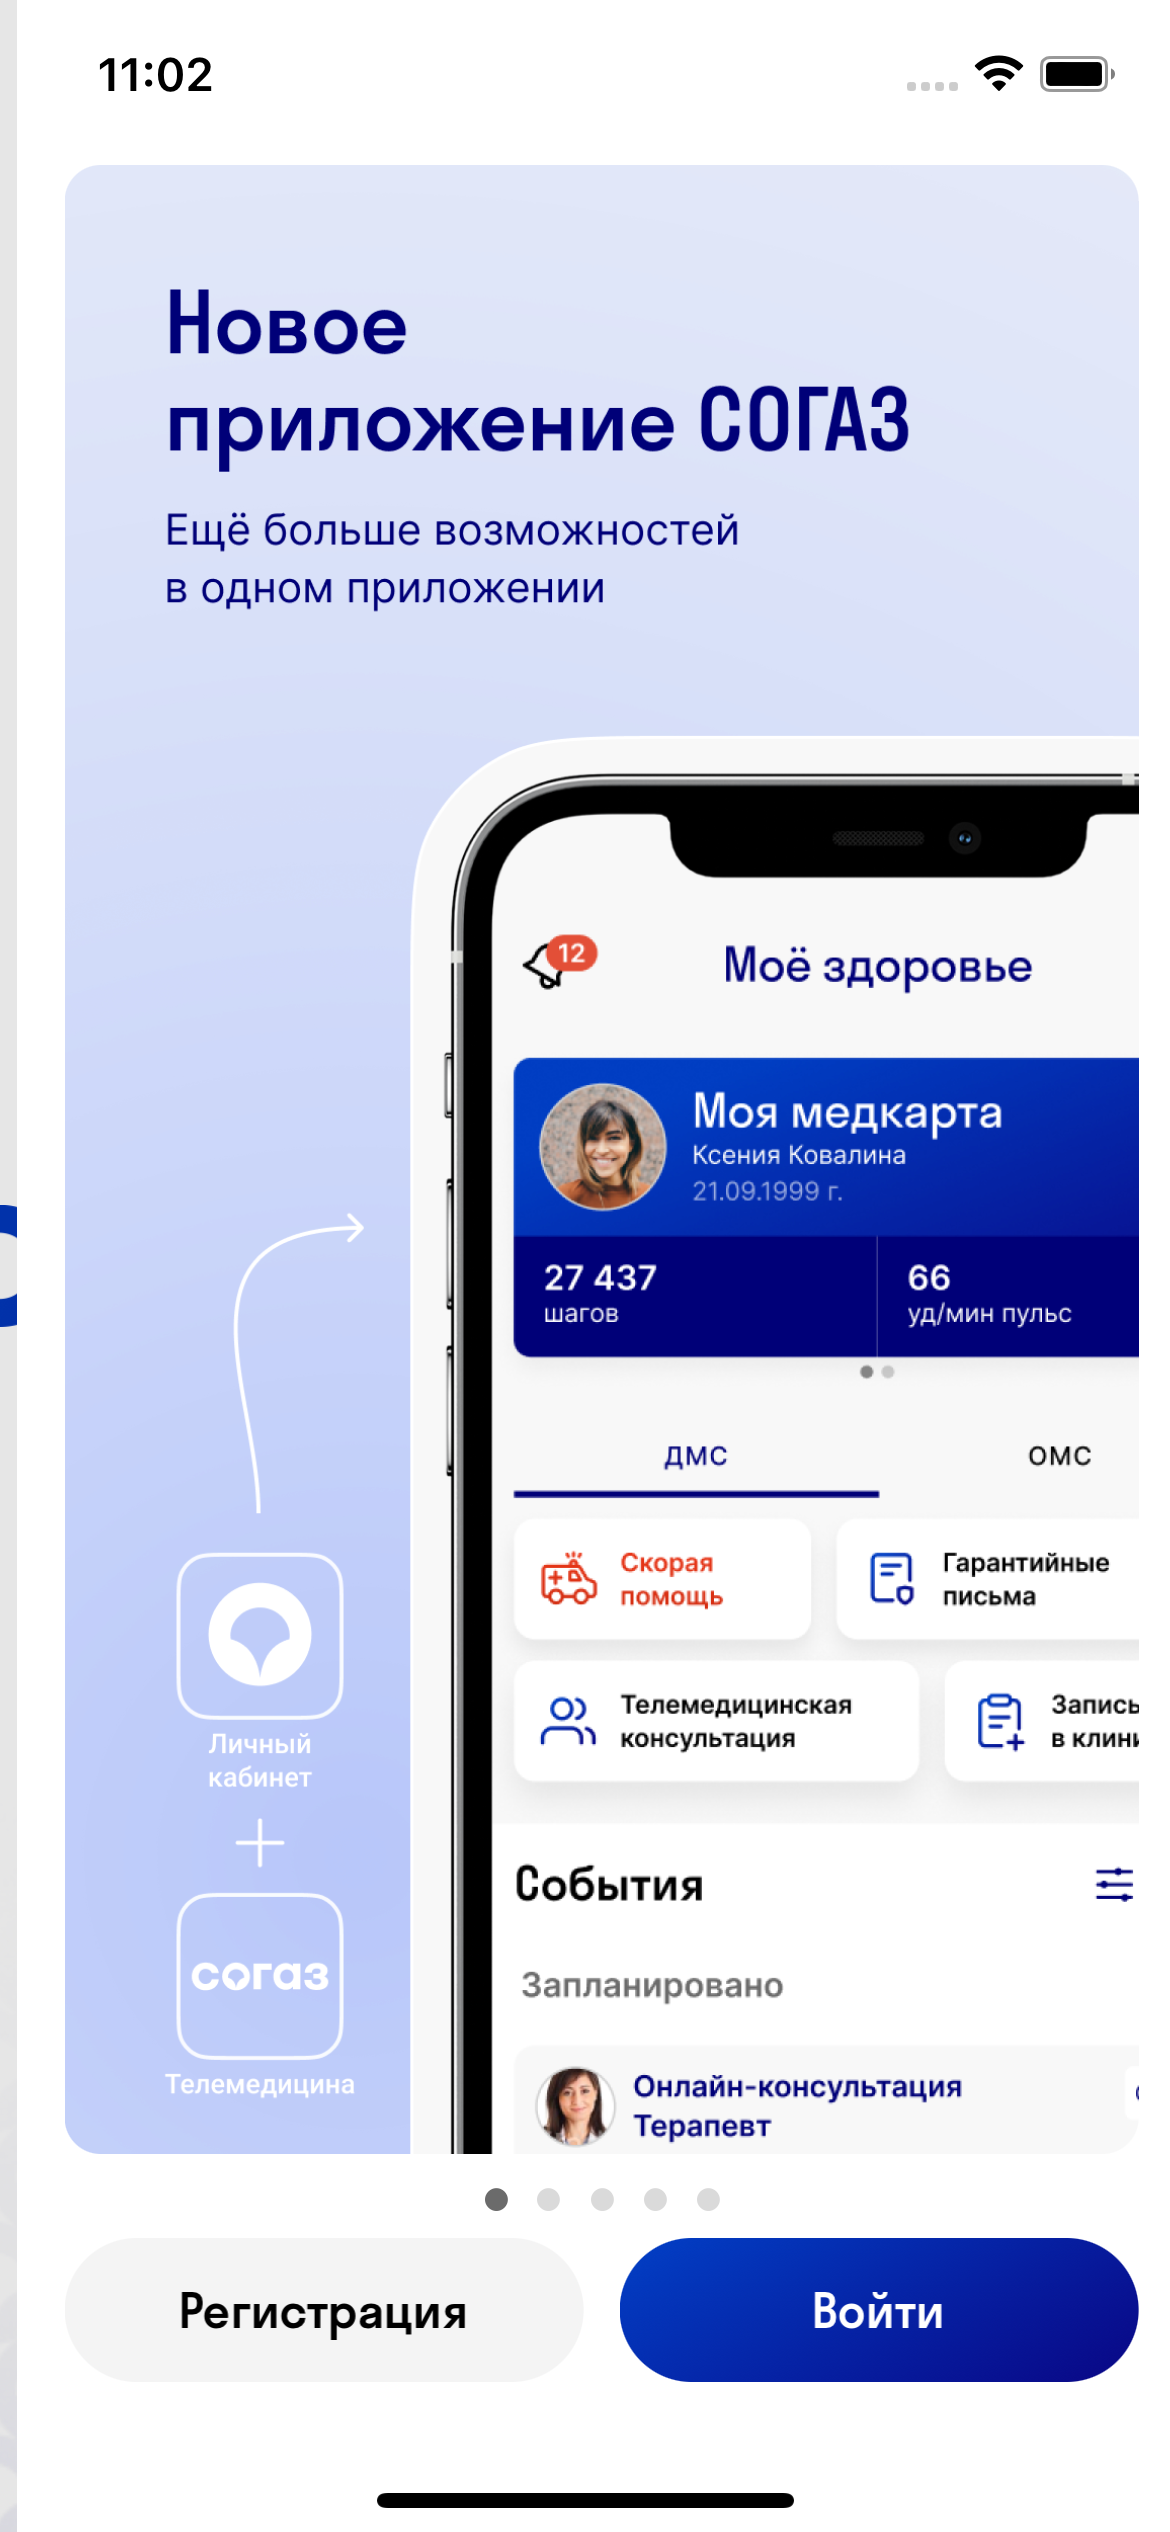 11:02
Новое
приложение СОГАЗ
Ещё больше возможностей
в одном приложении
12
Моё здоровье
Моя медкарта
Ксения Ковалина
21.09.1999 г.
27 437
шагов
66
уд/мин пульс
ДМС
ОМС
Скорая
помощь
Гарантийные
письма
Телемедицинская
консультация
Запись
в клини
События
Запланировано
Онлайн-консультация
Терапевт
Личный
кабинет
согаз
Телемедицина
Регистрация
Войти